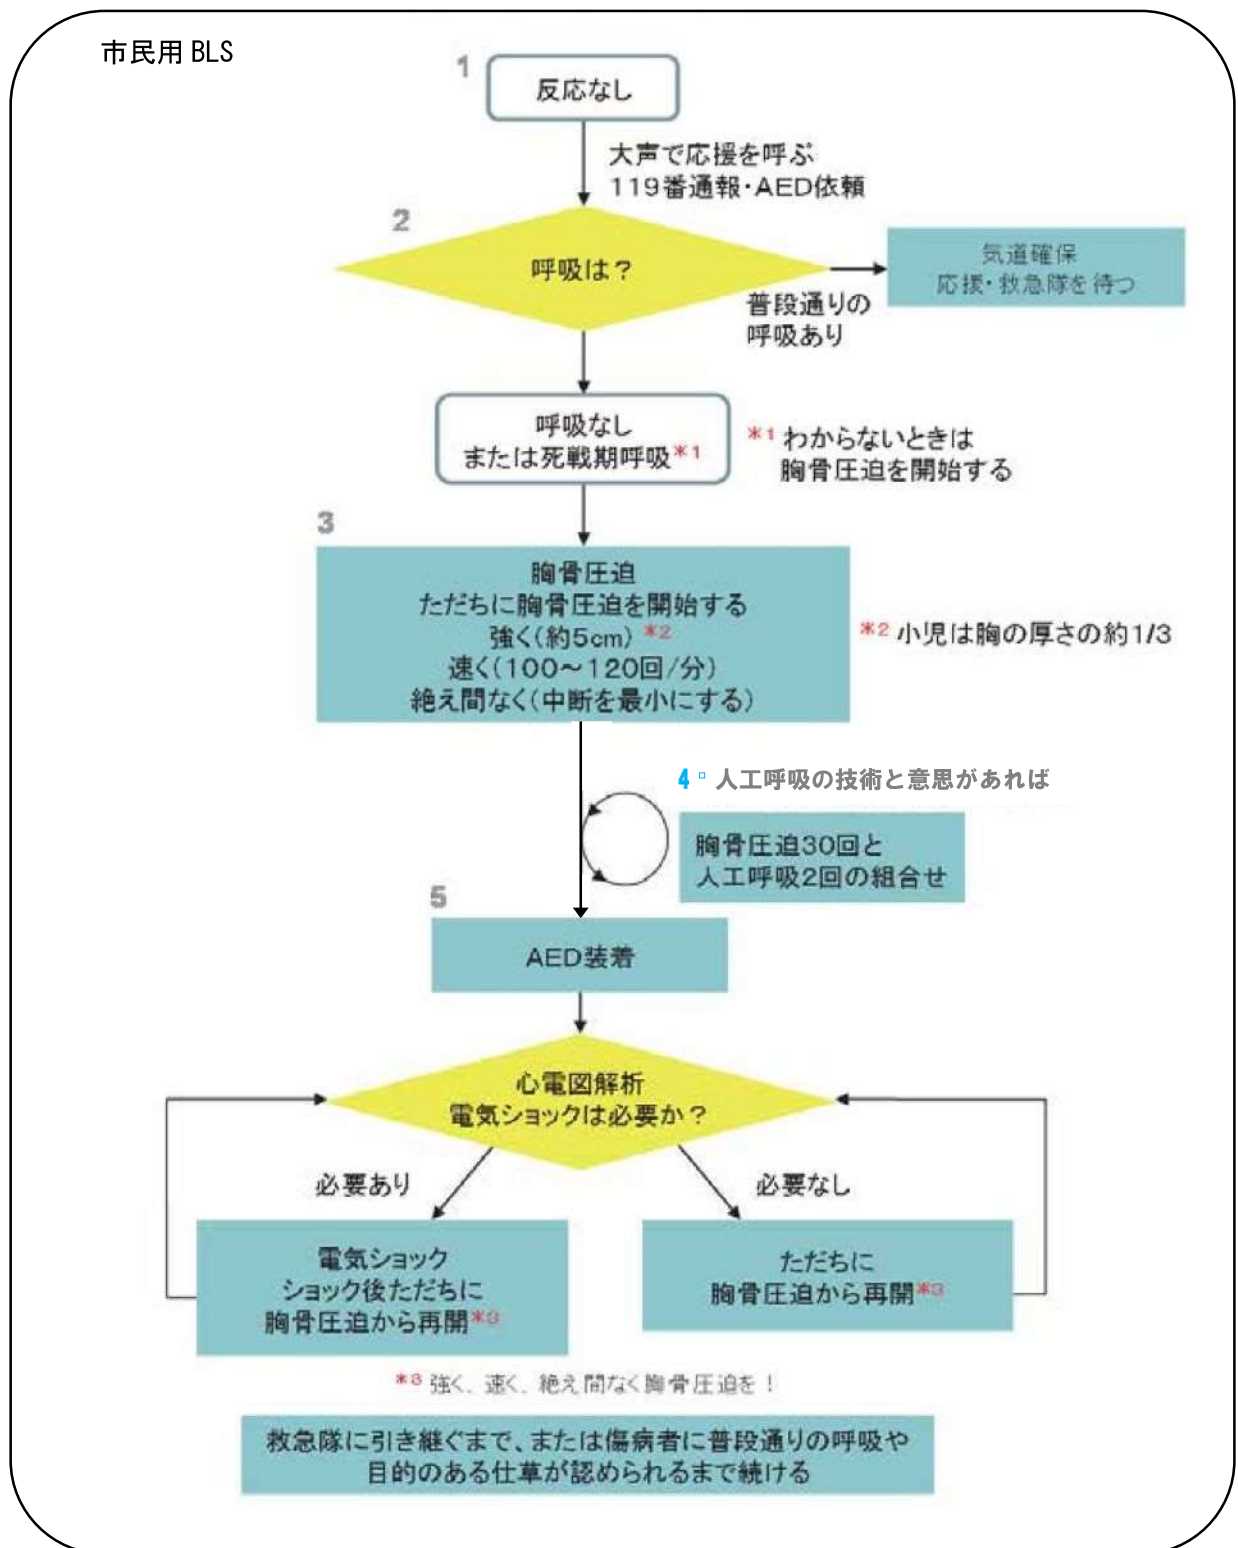 市民用 BLS
1
反応なし
大声で応援を呼ぶ
119番通報・AED依頼
2
呼吸は？
気道確保
応援・救急隊を待つ
普段通りの
呼吸あり
呼吸なし
または死戦期呼吸*1
*1 わからないときは
胸骨圧迫を開始する
3
胸骨圧迫
ただちに胸骨圧迫を開始する
強く(約5cm) *2
速く(100～120回/分)
絶え間なく(中断を最小にする)
*2 小児は胸の厚さの約1/3
4 人工呼吸の技術と意思があれば
胸骨圧迫30回と
人工呼吸2回の組合せ
5
AED装着
心電図解析
電気ショックは必要か？
必要あり
必要なし
電気ショック
ショック後ただちに
胸骨圧迫から再開*3
ただちに
胸骨圧迫から再開*3
*3 強く、速く、絶え間なく胸骨圧迫を！
救急隊に引き継ぐまで、または傷病者に普段通りの呼吸や
目的のある仕草が認められるまで続ける